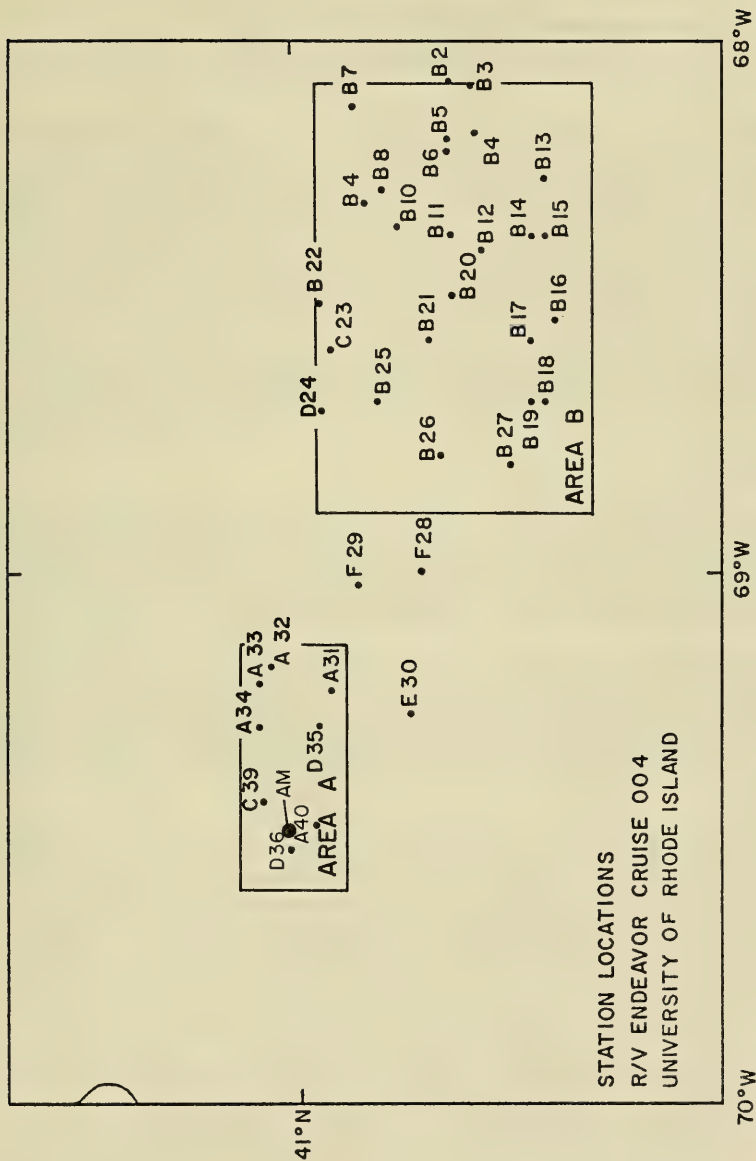 41°N
70°W
69°W
68°W
STATION LOCATIONS
R/V ENDEAVOR CRUISE 004
UNIVERSITY OF RHODE ISLAND
AREA A
D36
A40
AM
C39
A34
A33
A32
A31
D35
E30
F29
F28
AREA B
D24
C23
B22
B25
B26
B27
B21
B20
B19
B18
B17
B16
B4
B8
B10
B11
B12
B14
B15
B13
B7
B6
B5
B4
B2
B3